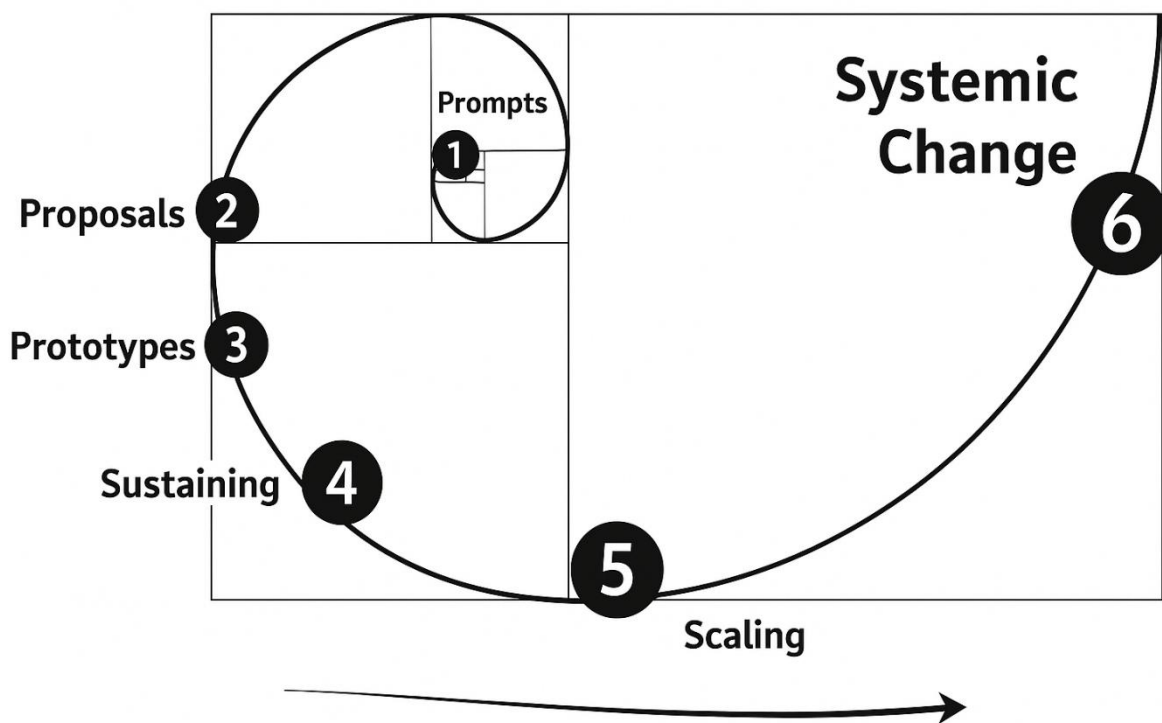 Prompts
1
Proposals
2
Prototypes
3
Sustaining
4
5
Scaling
Systemic
Change
6